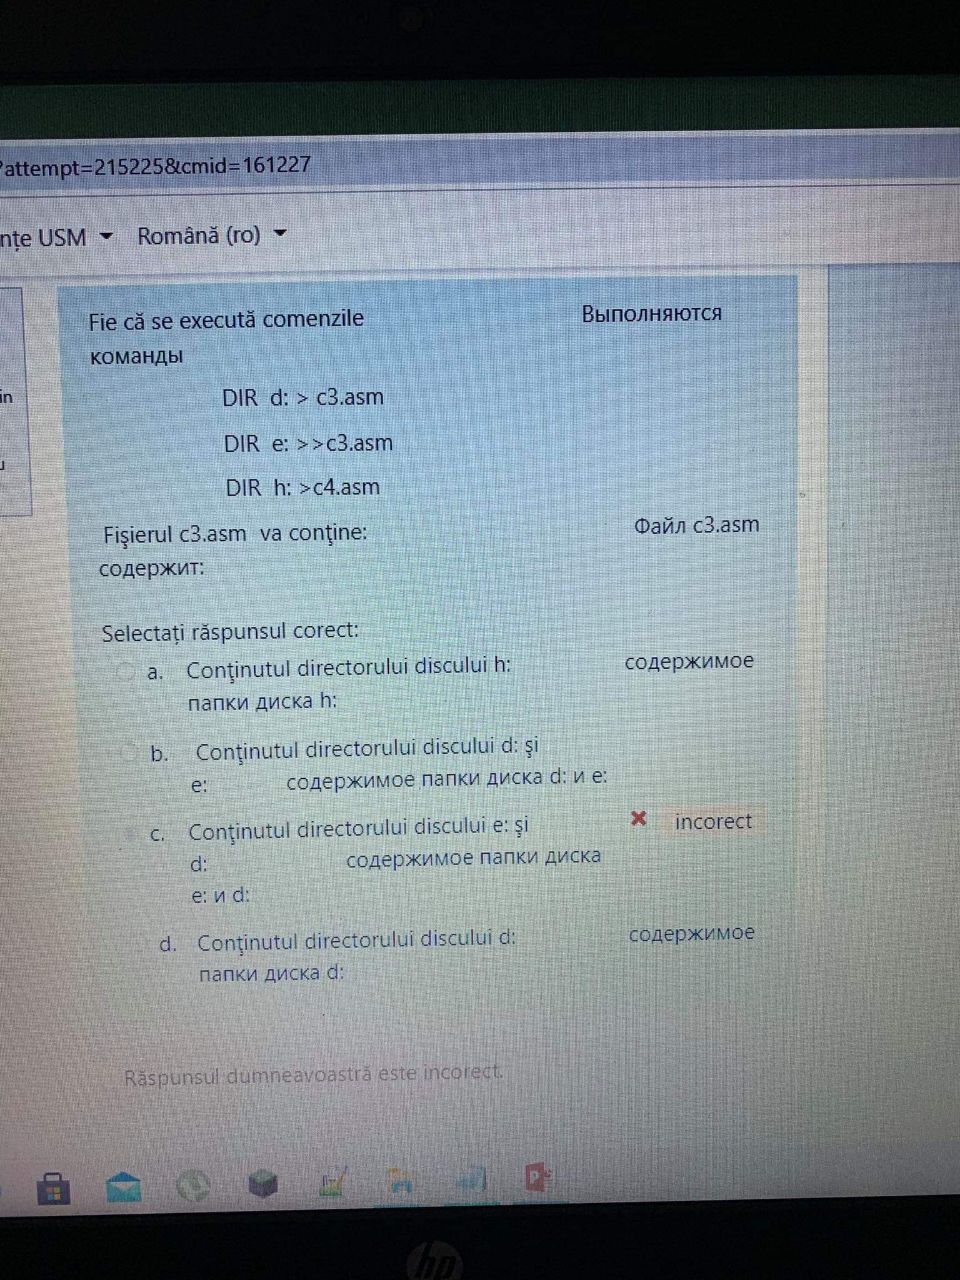 ?attempt=215225&cmid=161227
nțe USM Română (ro)
in
Fie că se execută comenzile Выполняются
команды
DIR d: > c3.asm
DIR e: >>c3.asm
DIR h: >c4.asm
Fişierul c3.asm va conţine: Файл c3.asm
содержит:
Selectați răspunsul corect:
a. Conţinutul directorului discului h: содержимое
папки диска h:
b. Conţinutul directorului discului d: şi
e: содержимое папки диска d: и e:
c. Conţinutul directorului discului e: şi incorect
d: содержимое папки диска
e: и d:
d. Conţinutul directorului discului d: содержимое
папки диска d:
Răspunsul dumneavoastră este incorect.
hp